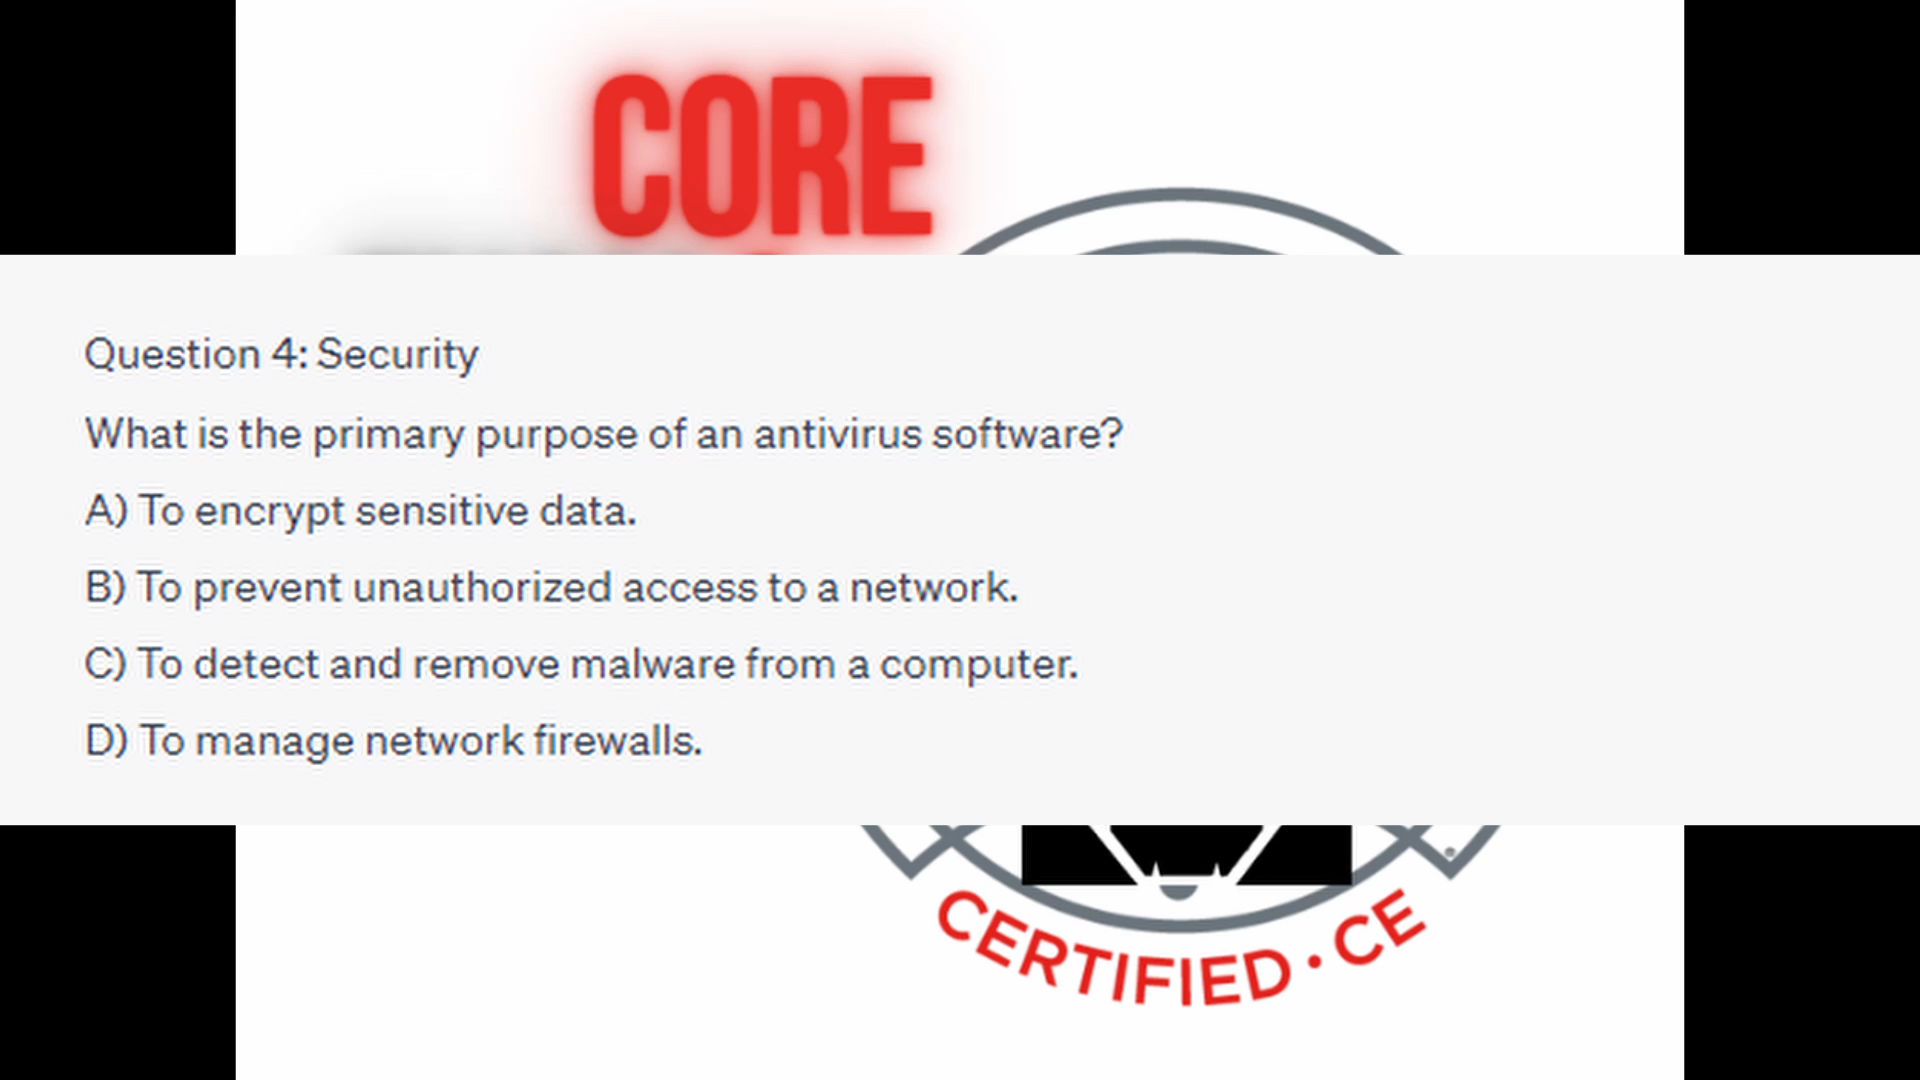 CORE
Question 4: Security
What is the primary purpose of an antivirus software?
A) To encrypt sensitive data.
B) To prevent unauthorized access to a network.
C) To detect and remove malware from a computer.
D) To manage network firewalls.
CERTIFIED·CE